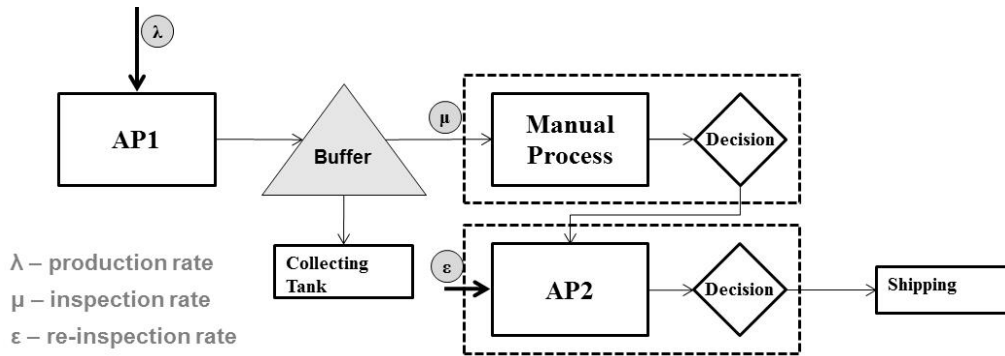 λ
AP1
Buffer
μ
Manual
Process
Decision
Collecting
Tank
ε
AP2
Decision
Shipping
λ – production rate
μ – inspection rate
ε – re-inspection rate